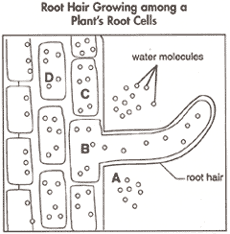 Root Hair Growing among a
Plant's Root Cells
water molecules
D
C
B
A
root hair